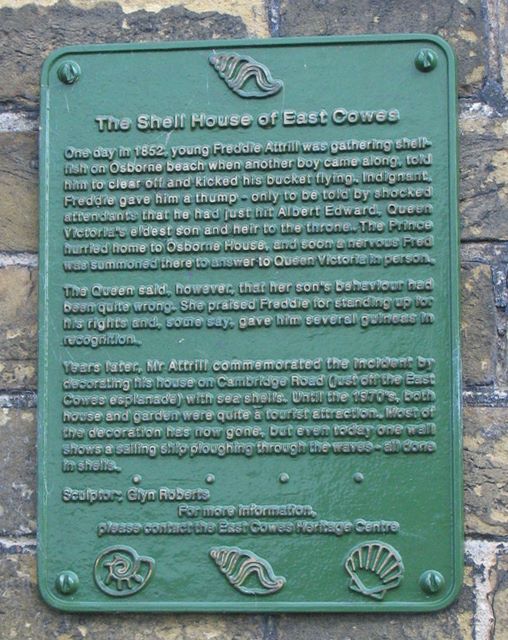 The Shell House of East Cowes
One day in 1852, young Freddie Attrill was gathering shell-
fish on Osborne beach when another boy came along, told
him to clear off and kicked his bucket flying. Indignant,
Freddie gave him a thump - only to be told by shocked
attendants that he had just hit Albert Edward, Queen
Victoria's eldest son and heir to the throne. The Prince
hurried home to Osborne House, and soon a nervous Fred
was summoned there to answer to Queen Victoria in person.
The Queen said, however, that her son's behaviour had
been quite wrong. She praised Freddie for standing up for
his rights and, some say, gave him several guineas in
recognition.
Years later, Mr Attrill commemorated the incident by
decorating his house on Cambridge Road (just off the East
Cowes esplanade) with sea shells. Until the 1970's, both
house and garden were quite a tourist attraction. Most of
the decoration has now gone, but even today one wall
shows a sailing ship ploughing through the waves - all done
in shells.
Sculptor; Glyn Roberts
For more information,
please contact the East Cowes Heritage Centre